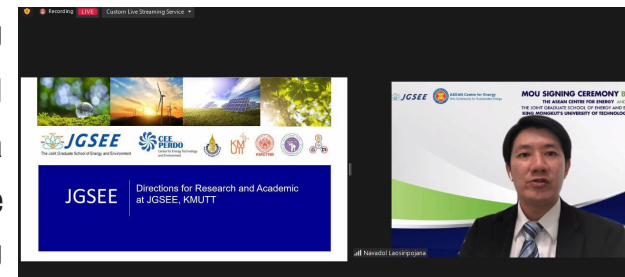 Recording LIVE Custom Live Streaming Service
JGSEE
The Joint Graduate School of Energy and Environment
CEE
PERDO
Center for Energy Technology
and Environment
KMUTT
JGSEE
Directions for Research and Academic
at JGSEE, KMUTT
JGSEE
ASEAN Centre for Energy
MOU SIGNING CEREMONY B
THE ASEAN CENTRE FOR ENERGY AN
THE JOINT GRADUATE SCHOOL OF ENERGY AND E
KING MONGKUT'S UNIVERSITY OF TECHNOLOG
Navadol Laosiripojana